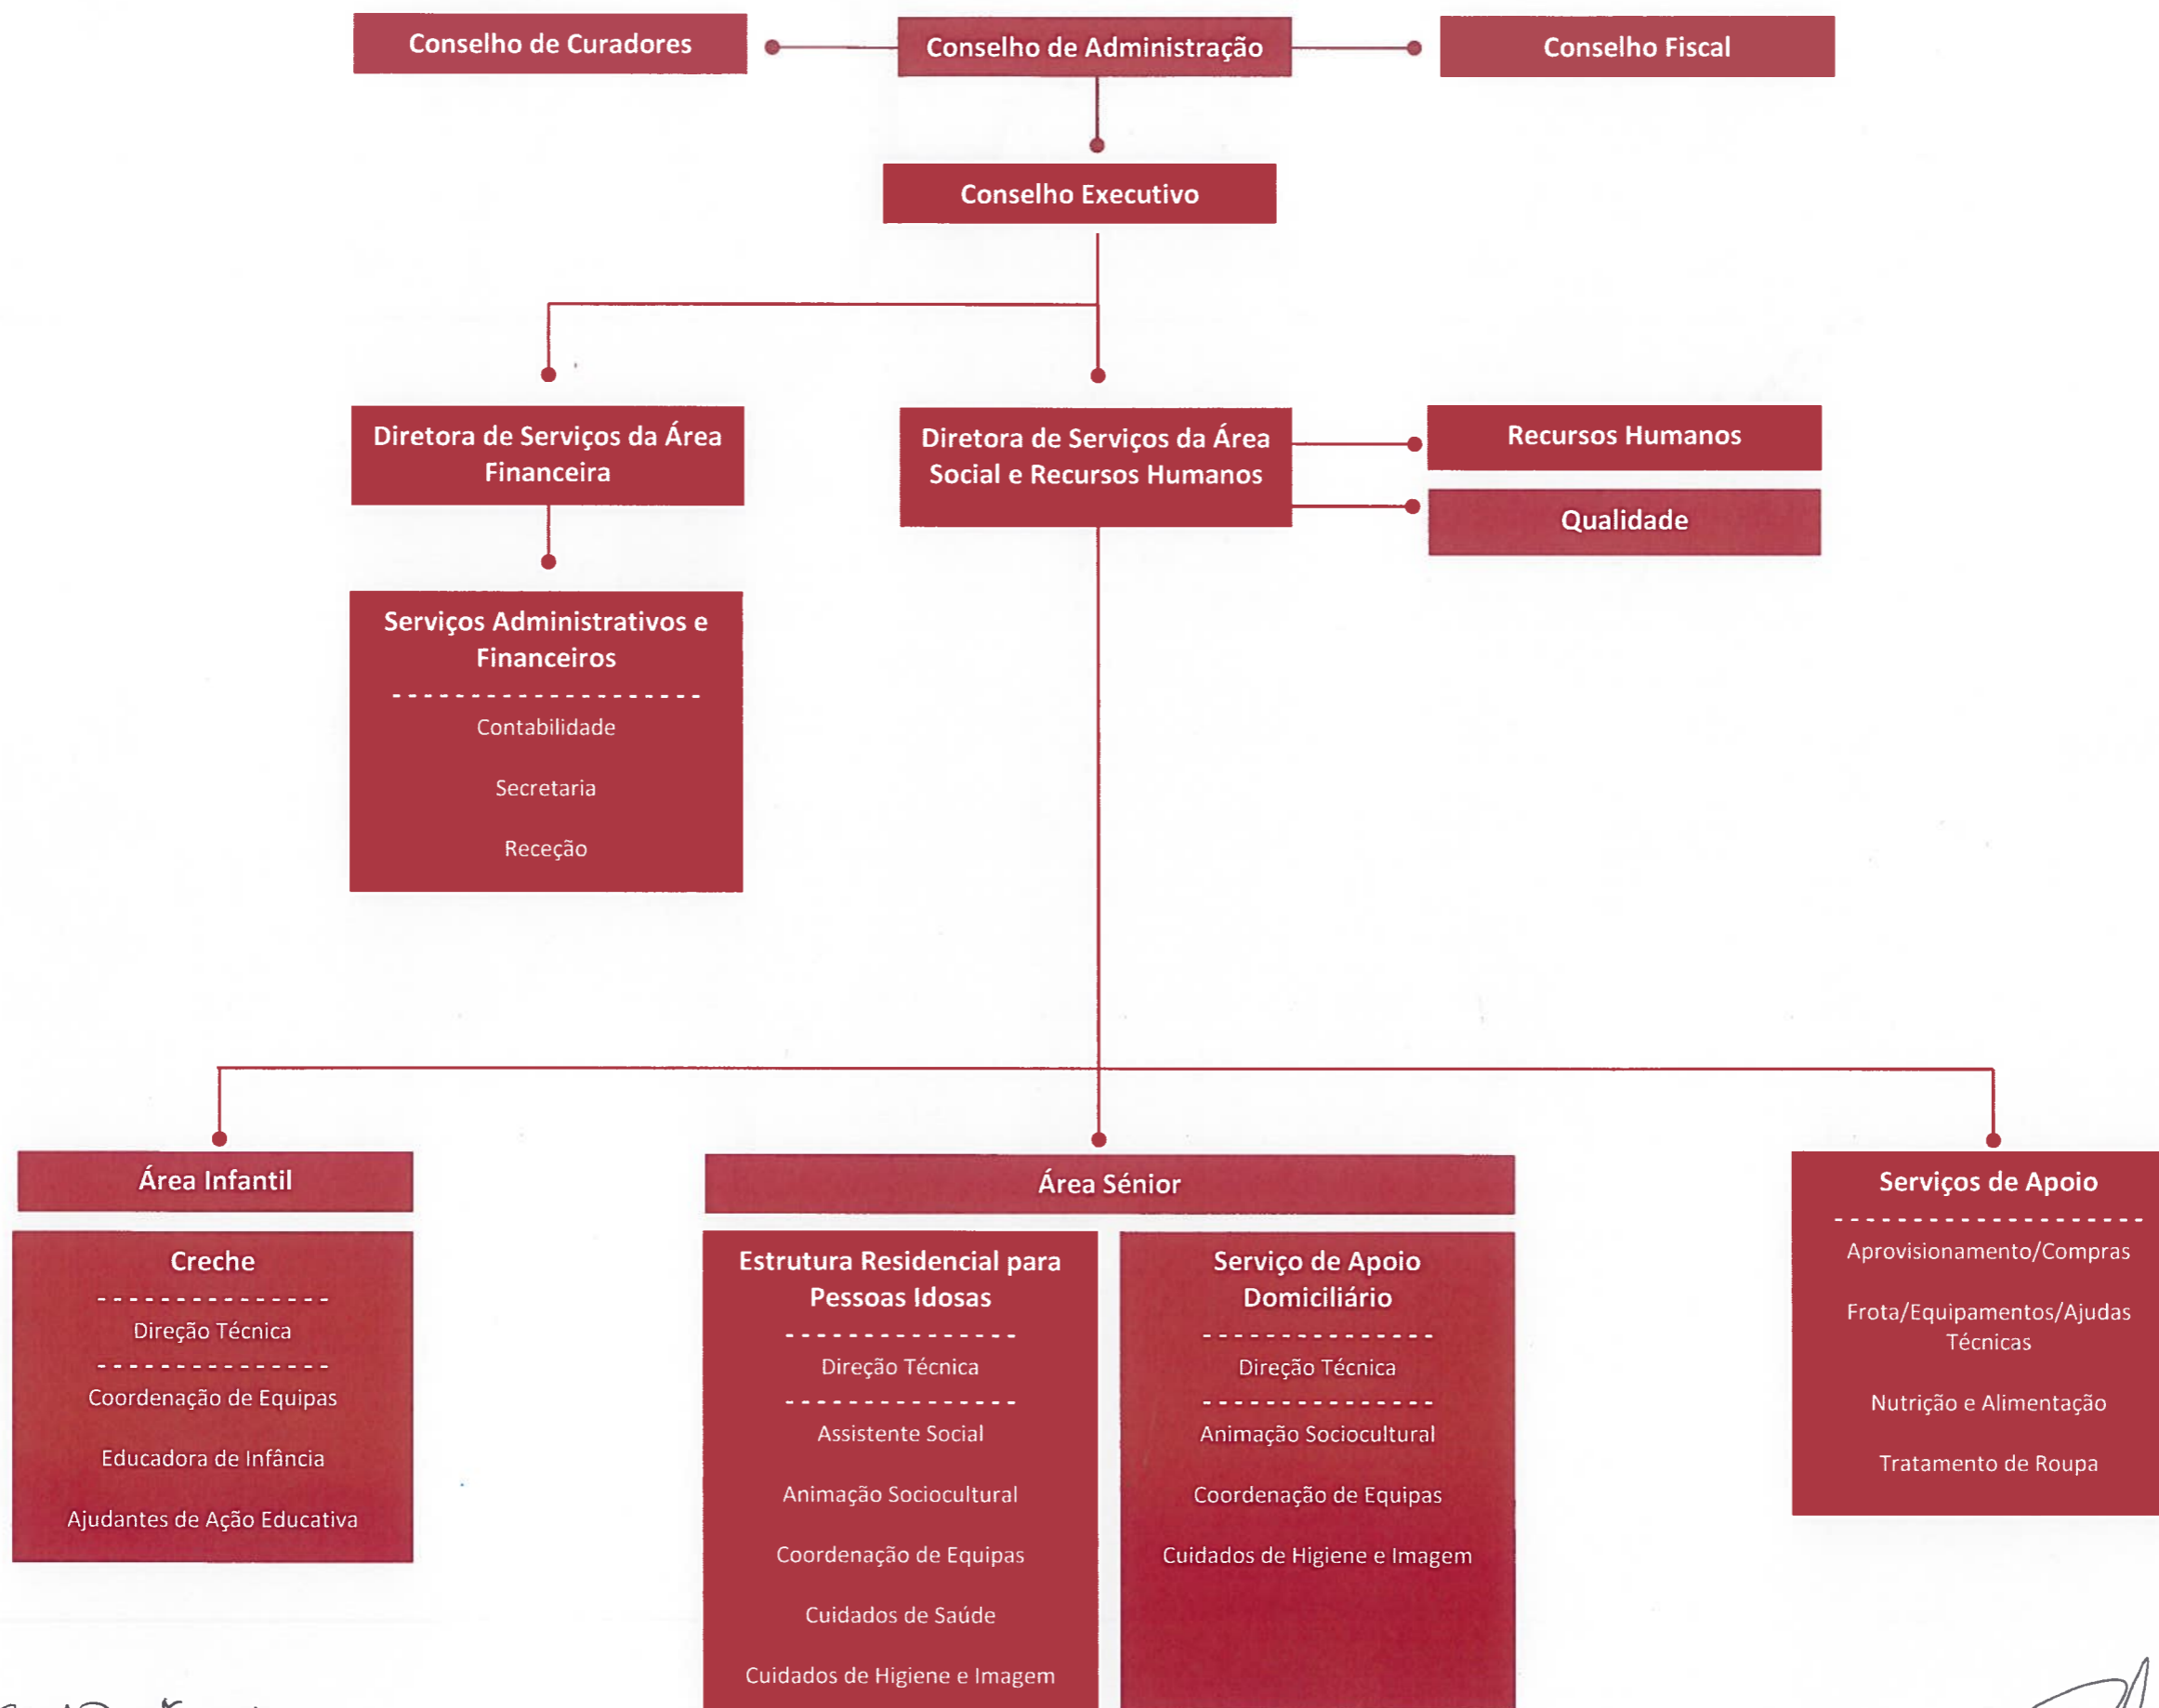 Conselho de Curadores
Conselho de Administração
Conselho Fiscal
Conselho Executivo
Diretora de Serviços da Área
Financeira
Diretora de Serviços da Área
Social e Recursos Humanos
Recursos Humanos
Qualidade
Serviços Administrativos e
Financeiros
Contabilidade
Secretaria
Receção
Área Infantil
Creche
Direção Técnica
Coordenação de Equipas
Educadora de Infância
Ajudantes de Ação Educativa
Área Sénior
Estrutura Residencial para
Pessoas Idosas
Direção Técnica
Assistente Social
Animação Sociocultural
Coordenação de Equipas
Cuidados de Saúde
Cuidados de Higiene e Imagem
Serviço de Apoio
Domiciliário
Direção Técnica
Animação Sociocultural
Coordenação de Equipas
Cuidados de Higiene e Imagem
Serviços de Apoio
Aprovisionamento/Compras
Frota/Equipamentos/Ajudas
Técnicas
Nutrição e Alimentação
Tratamento de Roupa